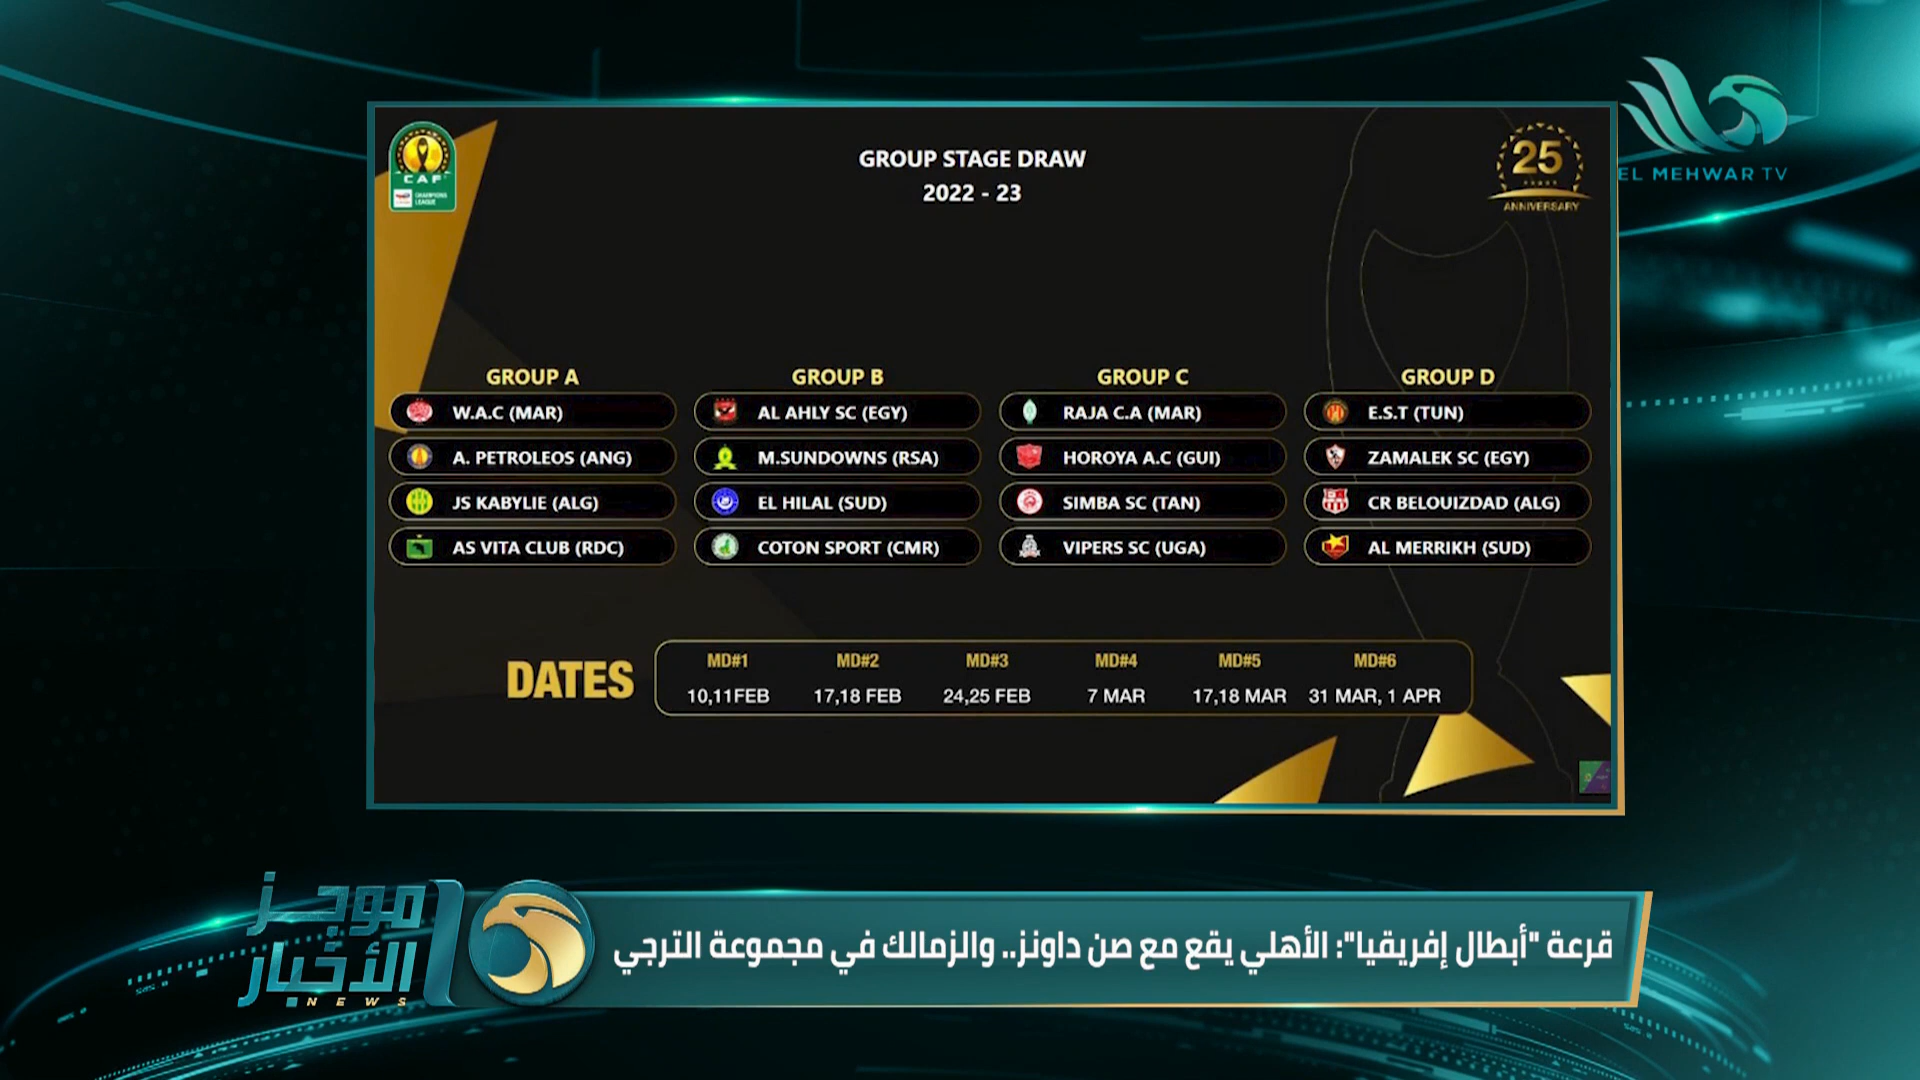 EL MEHWAR TV
CAF
CHAMPIONS
LEAGUE
GROUP STAGE DRAW
2022 - 23
25
YEARS
ANNIVERSARY
GROUP A
W.A.C (MAR)
A. PETROLEOS (ANG)
JS KABYLIE (ALG)
AS VITA CLUB (RDC)
GROUP B
AL AHLY SC (EGY)
M.SUNDOWNS (RSA)
EL HILAL (SUD)
COTON SPORT (CMR)
GROUP C
RAJA C.A (MAR)
HOROYA A.C (GUI)
SIMBA SC (TAN)
VIPERS SC (UGA)
GROUP D
E.S.T (TUN)
ZAMALEK SC (EGY)
CR BELOUIZDAD (ALG)
AL MERRIKH (SUD)
DATES
MD#1 MD#2 MD#3 MD#4 MD#5 MD#6
10,11FEB 17,18 FEB 24,25 FEB 7 MAR 17,18 MAR 31 MAR, 1 APR
قرعة "أبطال إفريقيا": الأهلي يقع مع صن داونز.. والزمالك في مجموعة الترجي
موجز
الأخبار
NEWS